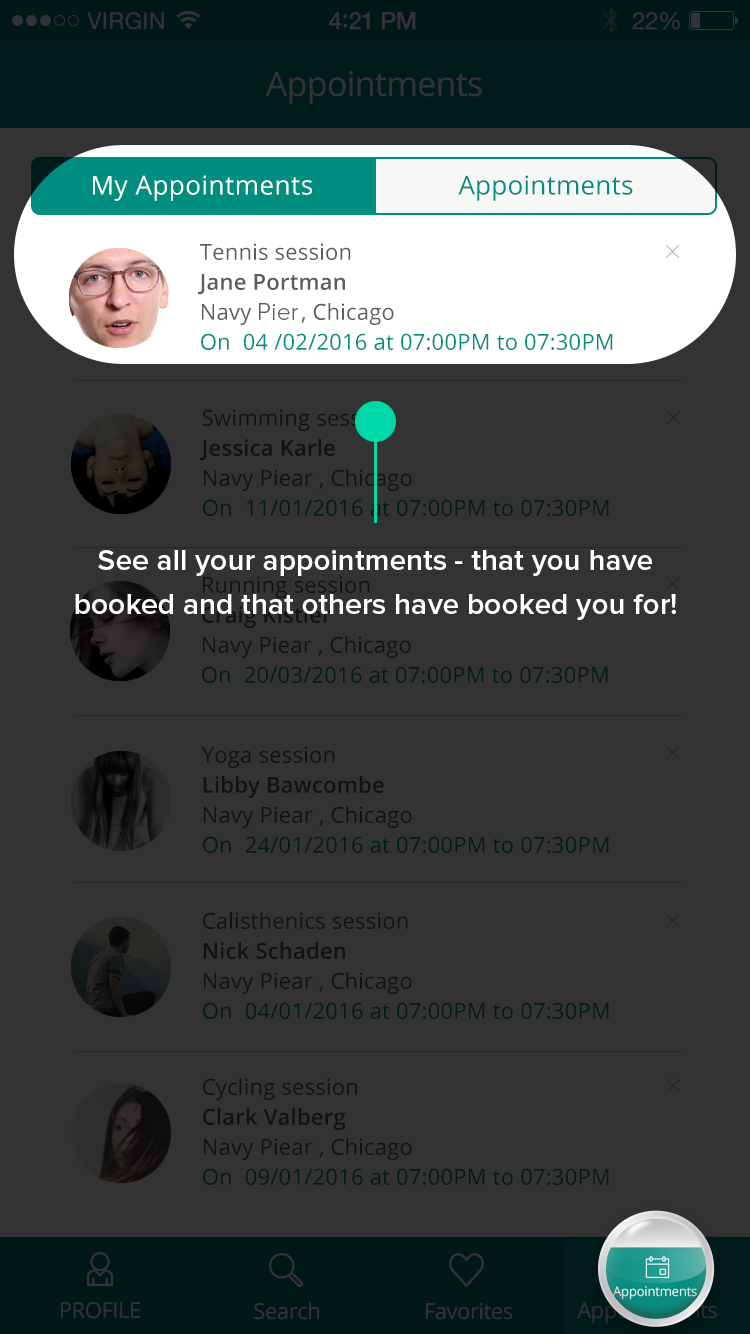 VIRGIN 4:21 PM 22%
Appointments
My Appointments Appointments
Tennis session
Jane Portman
Navy Pier, Chicago
On 04 /02/2016 at 07:00PM to 07:30PM
Swimming sess
Jessica Karle
Navy Piear , Chicago
On 11/01/2016 at 07:00PM to 07:30PM
See all your appointments - that you have
Running session
booked and that others have booked you for!
Craig Kistler
Navy Piear , Chicago
On 20/03/2016 at 07:00PM to 07:30PM
Yoga session
Libby Bawcombe
Navy Piear , Chicago
On 24/01/2016 at 07:00PM to 07:30PM
Calisthenics session
Nick Schaden
Navy Piear , Chicago
On 04/01/2016 at 07:00PM to 07:30PM
Cycling session
Clark Valberg
Navy Piear , Chicago
On 09/01/2016 at 07:00PM to 07:30PM
Appointments
PROFILE Search Favorites